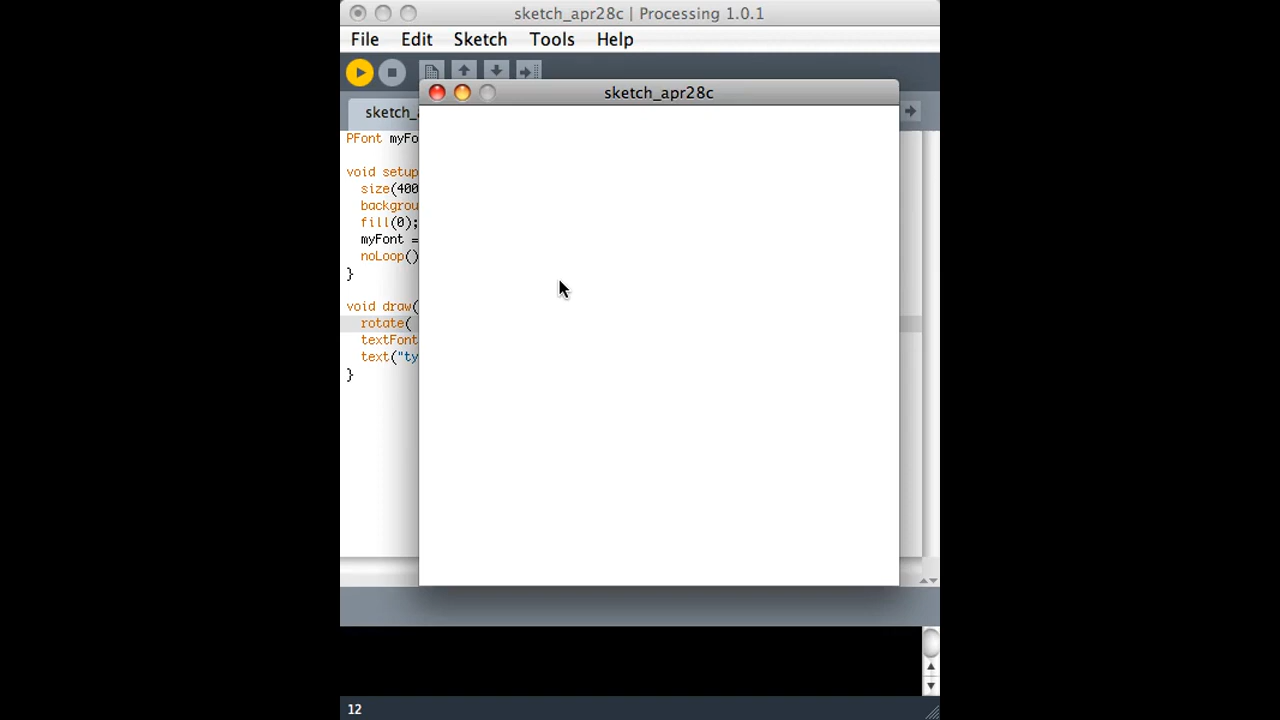 sketch_apr28c | Processing 1.0.1
File Edit Sketch Tools Help
sketch_apr28c
sketch_a
PFont myFo
void setup
size(400
backgrou
fill(0);
myFont =
noLoop()
}
void draw(
rotate(
textFont
text("ty
}
12